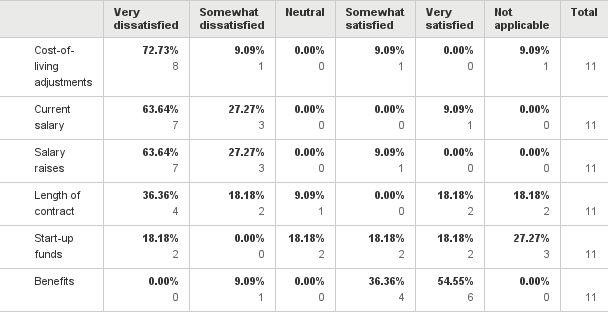 Very dissatisfied Somewhat dissatisfied Neutral Somewhat satisfied Very satisfied Not applicable Total
Cost-of-living adjustments 72.73% 9.09% 0.00% 9.09% 0.00% 9.09%
8 1 0 1 0 1 11
Current salary 63.64% 27.27% 0.00% 0.00% 9.09% 0.00%
7 3 0 0 1 0 11
Salary raises 63.64% 27.27% 0.00% 9.09% 0.00% 0.00%
7 3 0 1 0 0 11
Length of contract 36.36% 18.18% 9.09% 0.00% 18.18% 18.18%
4 2 1 0 2 2 11
Start-up funds 18.18% 0.00% 18.18% 18.18% 18.18% 27.27%
2 0 2 2 2 3 11
Benefits 0.00% 9.09% 0.00% 36.36% 54.55% 0.00%
0 1 0 4 6 0 11